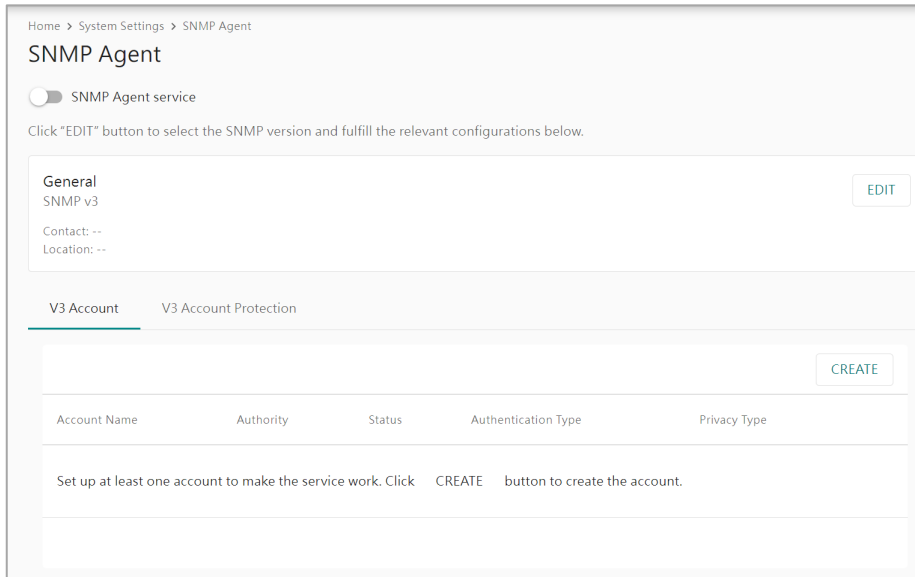 Home > System Settings > SNMP Agent
SNMP Agent
SNMP Agent service
Click "EDIT" button to select the SNMP version and fulfill the relevant configurations below.
General
SNMP v3
EDIT
Contact: --
Location: --
V3 Account V3 Account Protection
CREATE
Account Name Authority Status Authentication Type Privacy Type
Set up at least one account to make the service work. Click CREATE button to create the account.